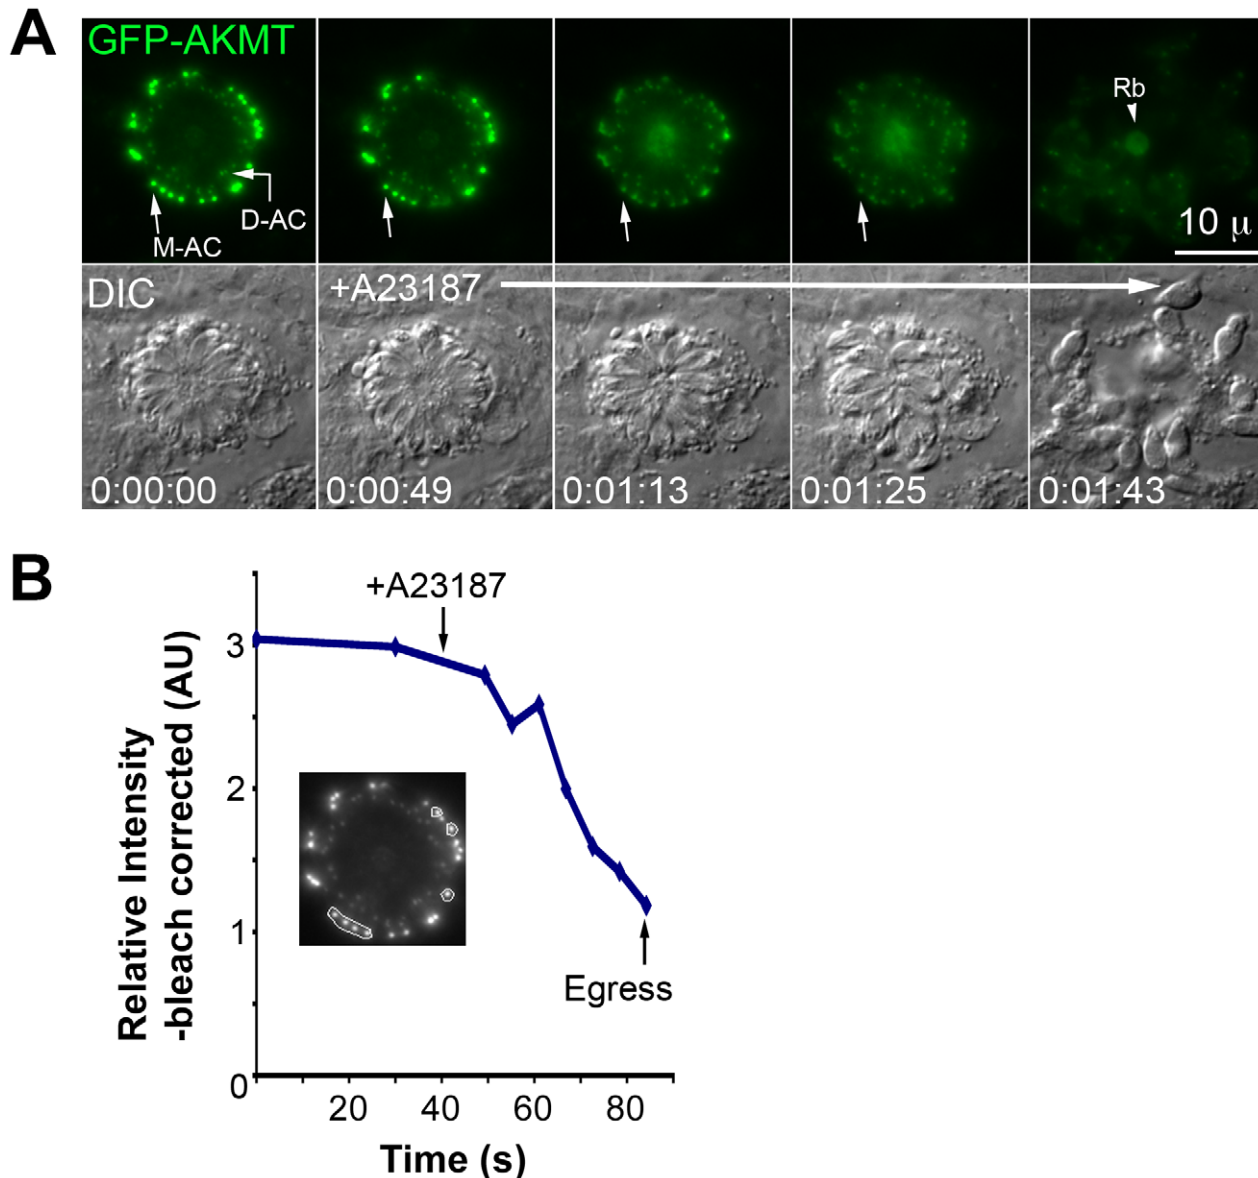 A
GFP-AKMT
Rb
D-AC
M-AC
10 μ
DIC
+A23187
0:00:00
0:00:49
0:01:13
0:01:25
0:01:43
B
+A23187
3
2
1
0
Egress
20
40
60
80
Relative Intensity
-bleach corrected (AU)
Time (s)